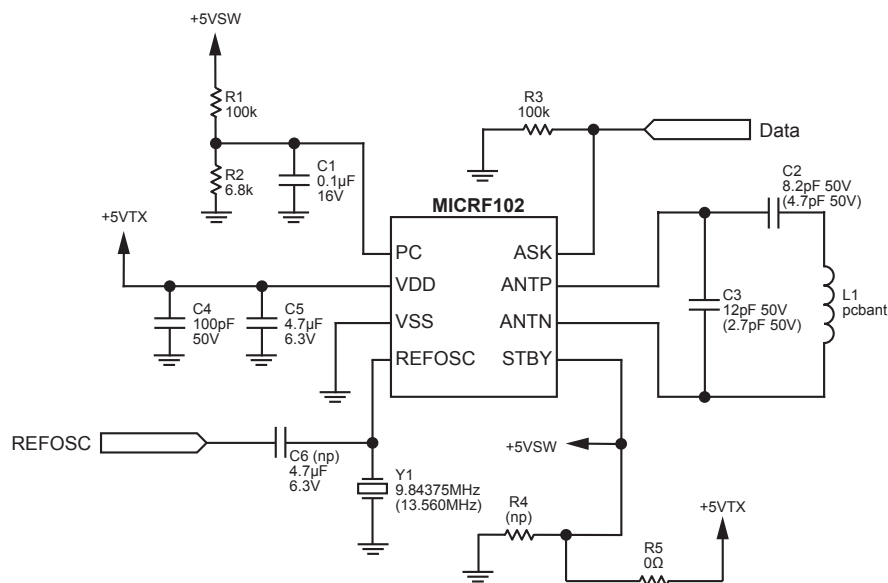 +5VSW
R1
100k
R2
6.8k
C1
0.1µF
16V
R3
100k
Data
C2
8.2pF 50V
(4.7pF 50V)
+5VTX
MICRF102
PC
ASK
VDD
ANTP
VSS
ANTN
REFOSC
STBY
C4
100pF
50V
C5
4.7µF
6.3V
C3
12pF 50V
(2.7pF 50V)
L1
pcbant
REFOSC
C6 (np)
4.7µF
6.3V
Y1
9.84375MHz
(13.560MHz)
+5VSW
R4
(np)
+5VTX
R5
0Ω